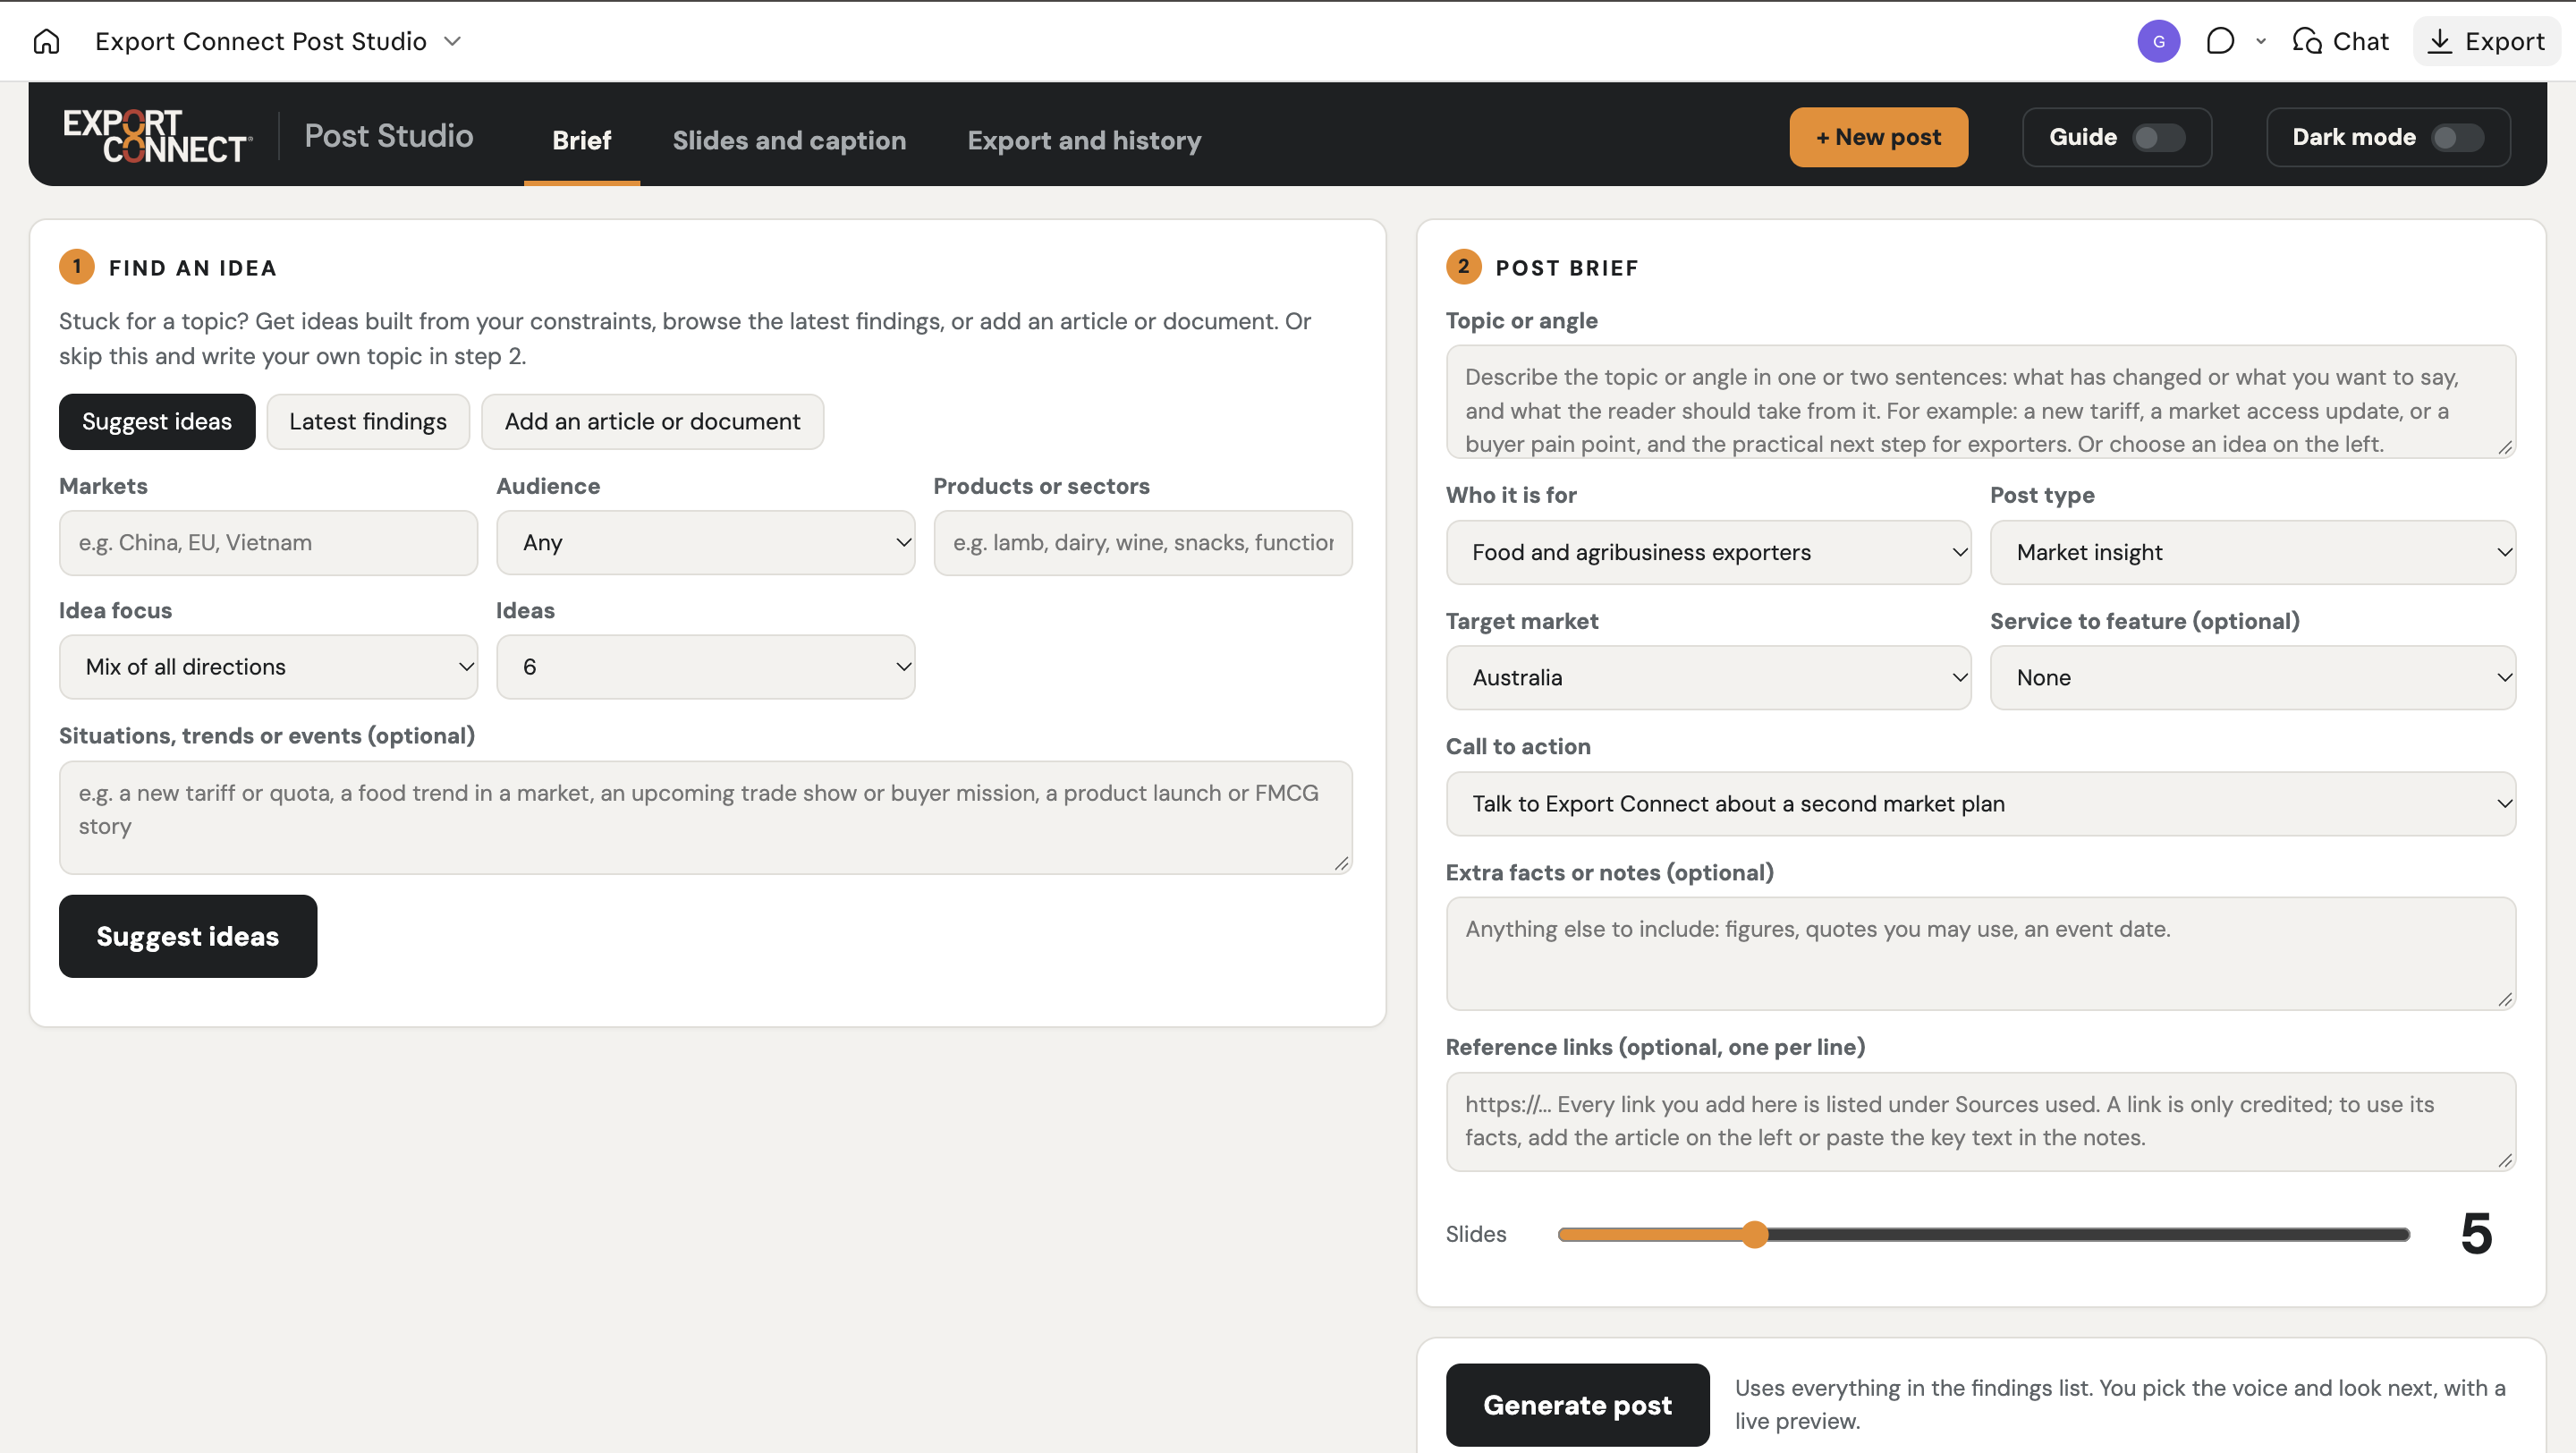 Export Connect Post Studio
G
Chat
Export
EXPORT
CONNECT
Post Studio
Brief
Slides and caption
Export and history
+ New post
Guide
Dark mode
1
FIND AN IDEA
Stuck for a topic? Get ideas built from your constraints, browse the latest findings, or add an article or document. Or
skip this and write your own topic in step 2.
Suggest ideas
Latest findings
Add an article or document
Markets
Audience
Products or sectors
e.g. China, EU, Vietnam
Any
e.g. lamb, dairy, wine, snacks, function
Idea focus
Ideas
Mix of all directions
6
Situations, trends or events (optional)
e.g. a new tariff or quota, a food trend in a market, an upcoming trade show or buyer mission, a product launch or FMCG
story
Suggest ideas
2
POST BRIEF
Topic or angle
Describe the topic or angle in one or two sentences: what has changed or what you want to say,
and what the reader should take from it. For example: a new tariff, a market access update, or a
buyer pain point, and the practical next step for exporters. Or choose an idea on the left.
Who it is for
Post type
Food and agribusiness exporters
Market insight
Target market
Service to feature (optional)
Australia
None
Call to action
Talk to Export Connect about a second market plan
Extra facts or notes (optional)
Anything else to include: figures, quotes you may use, an event date.
Reference links (optional, one per line)
https://... Every link you add here is listed under Sources used. A link is only credited; to use its
facts, add the article on the left or paste the key text in the notes.
Slides
5
Generate post
Uses everything in the findings list. You pick the voice and look next, with a
live preview.